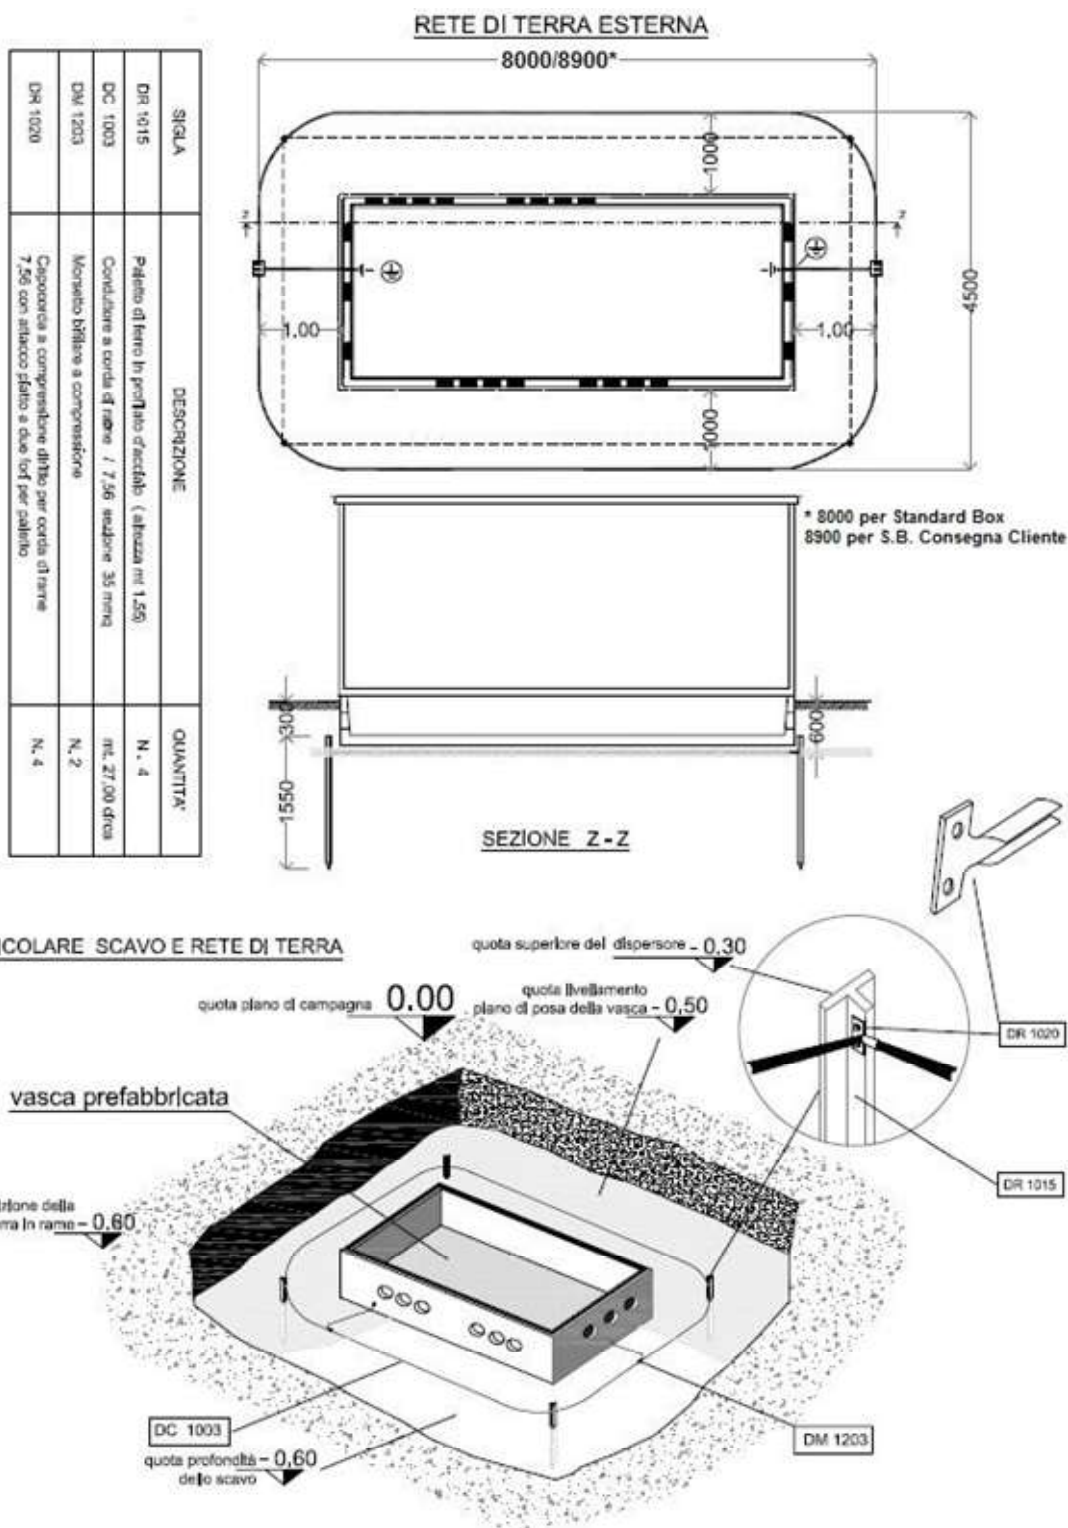 RETE DI TERRA ESTERNA
8000/8900*
1000
4500
1,00
1,00
1000
z
z
* 8000 per Standard Box
8900 per S.B. Consegna Cliente
300
600
1550
SEZIONE Z-Z
SIGLA
DESCRIZIONE
QUANTITA'
DR 1015
Paletto di ferro in profilato d'acciaio (altezza mt 1.55)
N. 4
DC 1003
Conduttore a corda di rame / 7,56 sezione 35 mmq
mt. 27,00 circa
DM 1203
Morsetto bifilare a compressione
N. 2
DR 1020
Capocorda a compressione diritto per corda di rame
7,56 con attacco piatto a due fori per paletto
N. 4
ICOLARE SCAVO E RETE DI TERRA
quota superiore del dispersore - 0,30
quota piano di campagna 0.00
quota livellamento
piano di posa della vasca - 0,50
DR 1020
vasca prefabbricata
DR 1015
izione della
rra in rame - 0,60
DC 1003
DM 1203
quota profondità - 0,60
dello scavo